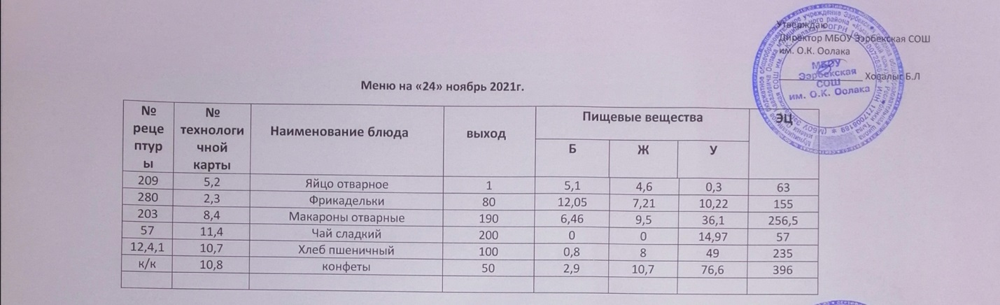 Утверждаю
Директор МБОУ Ээрбекская СОШ
им. О.К. Оолака
Ховалыг Б.Л
МБОУ
Ээрбекская
СОШ
им. О.К. Оолака
Меню на «24» ноябрь 2021г.
№ рецептуры № технологичной карты Наименование блюда выход Пищевые вещества ЭЦ
Б Ж У
209 5,2 Яйцо отварное 1 5,1 4,6 0,3 63
280 2,3 Фрикадельки 80 12,05 7,21 10,22 155
203 8,4 Макароны отварные 190 6,46 9,5 36,1 256,5
57 11,4 Чай сладкий 200 0 0 14,97 57
12,4,1 10,7 Хлеб пшеничный 100 0,8 8 49 235
к/к 10,8 конфеты 50 2,9 10,7 76,6 396